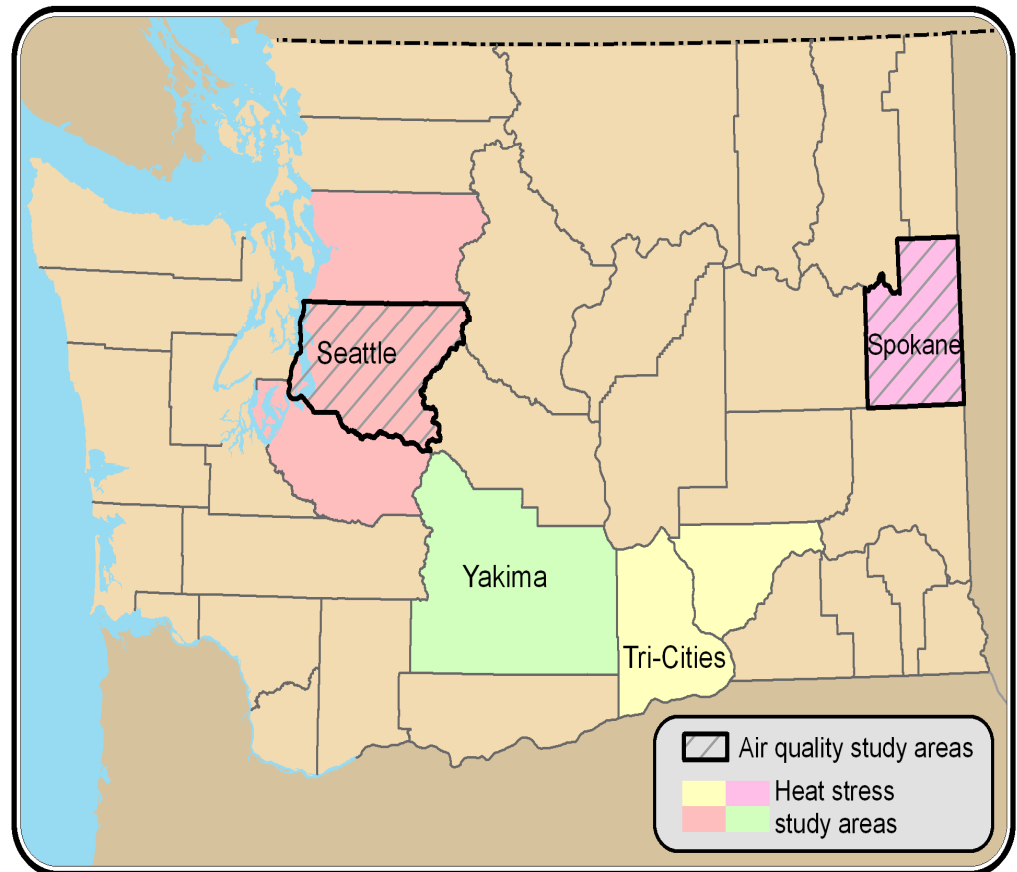 Seattle
Spokane
Yakima
Tri-Cities
Air quality study areas
Heat stress
study areas